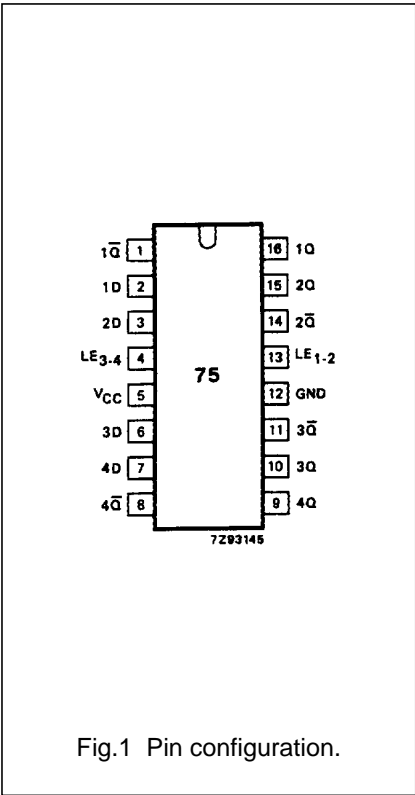 1Q̅ 1 16 1Q
1D 2 15 2Q
2D 3 14 2Q̅
LE3-4 4 13 LE1-2
75
VCC 5 12 GND
3D 6 11 3Q̅
4D 7 10 3Q
4Q̅ 8 9 4Q
7Z93145
Fig.1 Pin configuration.